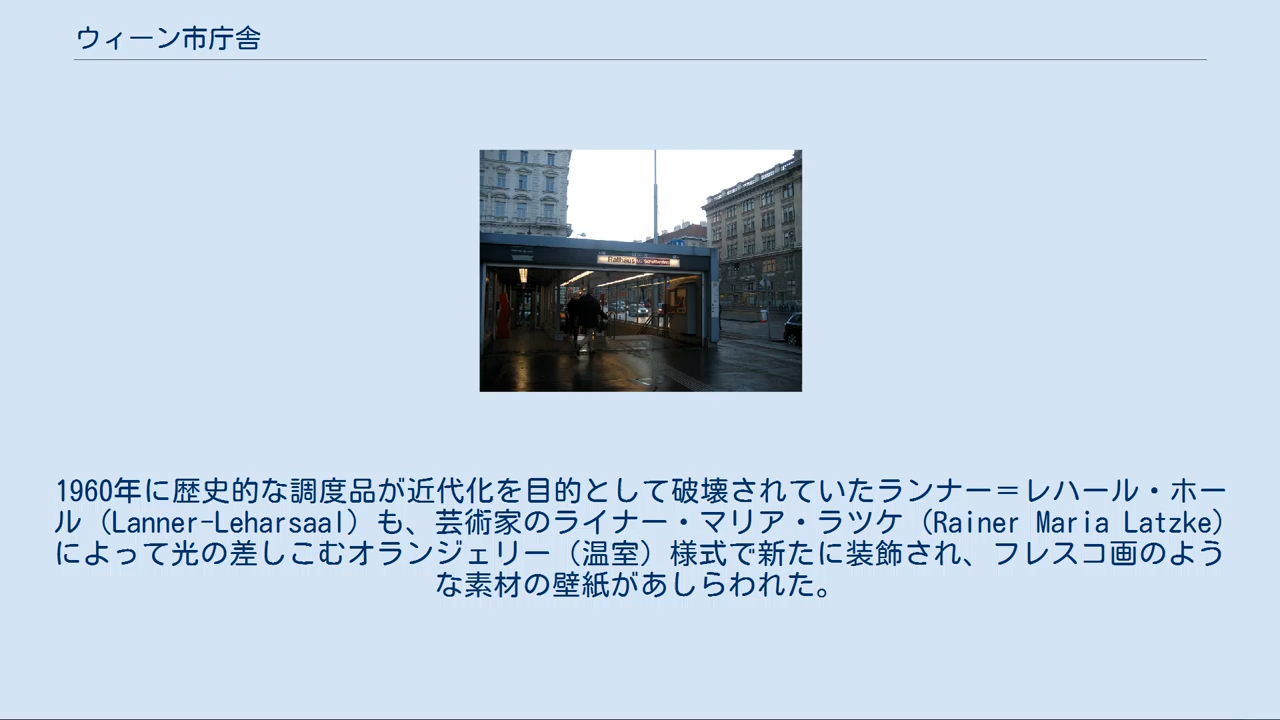 ウィーン市庁舎
Rathaus
1960年に歴史的な調度品が近代化を目的として破壊されていたランナー＝レハール・ホー
ル（Lanner-Leharsaal）も、芸術家のライナー・マリア・ラツケ（Rainer Maria Latzke）
によって光の差しこむオランジェリー（温室）様式で新たに装飾され、フレスコ画のよう
な素材の壁紙があしらわれた。